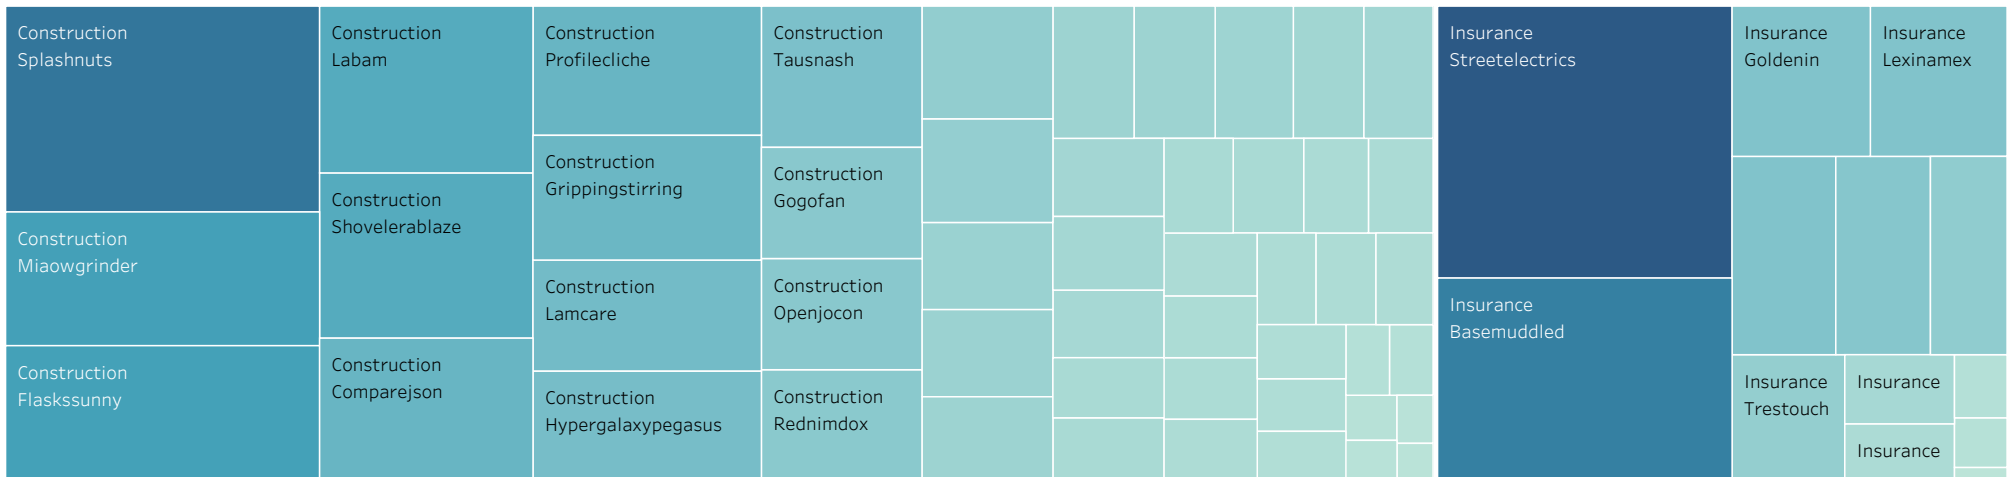 Construction
Splashnuts
Construction
Miaowgrinder
Construction
Flaskssunny
Construction
Labam
Construction
Shovelerablaze
Construction
Comparejson
Construction
Profilecliche
Construction
Grippingstirring
Construction
Lamcare
Construction
Hypergalaxypegasus
Construction
Tausnash
Construction
Gogofan
Construction
Openjocon
Construction
Rednimdox
Insurance
Streetelectrics
Insurance
Basemuddled
Insurance
Goldenin
Insurance
Lexinamex
Insurance
Trestouch
Insurance
Insurance